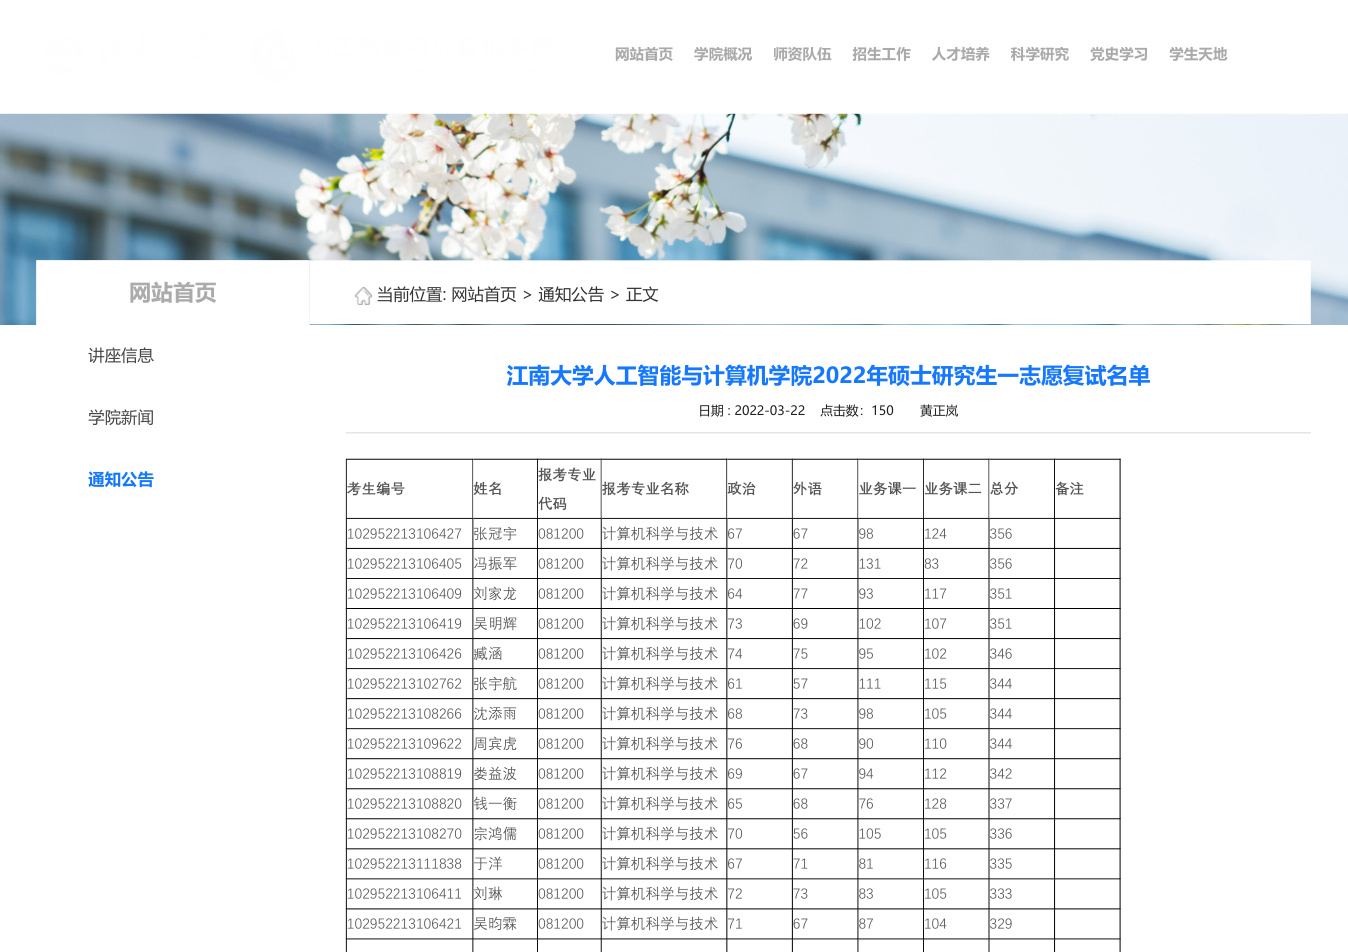 网站首页 学院概况 师资队伍 招生工作 人才培养 科学研究 党史学习 学生天地
网站首页
当前位置: 网站首页 > 通知公告 > 正文
讲座信息
学院新闻
通知公告
江南大学人工智能与计算机学院2022年硕士研究生一志愿复试名单
日期 : 2022-03-22 点击数：150 黄正岚
考生编号 姓名 报考专业代码 报考专业名称 政治 外语 业务课一 业务课二 总分 备注
102952213106427 张冠宇 081200 计算机科学与技术 67 67 98 124 356
102952213106405 冯振军 081200 计算机科学与技术 70 72 131 83 356
102952213106409 刘家龙 081200 计算机科学与技术 64 77 93 117 351
102952213106419 吴明辉 081200 计算机科学与技术 73 69 102 107 351
102952213106426 臧涵 081200 计算机科学与技术 74 75 95 102 346
102952213102762 张宇航 081200 计算机科学与技术 61 57 111 115 344
102952213108266 沈添雨 081200 计算机科学与技术 68 73 98 105 344
102952213109622 周宾虎 081200 计算机科学与技术 76 68 90 110 344
102952213108819 娄益波 081200 计算机科学与技术 69 67 94 112 342
102952213108820 钱一衡 081200 计算机科学与技术 65 68 76 128 337
102952213108270 宗鸿儒 081200 计算机科学与技术 70 56 105 105 336
102952213111838 于洋 081200 计算机科学与技术 67 71 81 116 335
102952213106411 刘琳 081200 计算机科学与技术 72 73 83 105 333
102952213106421 吴昀霖 081200 计算机科学与技术 71 67 87 104 329